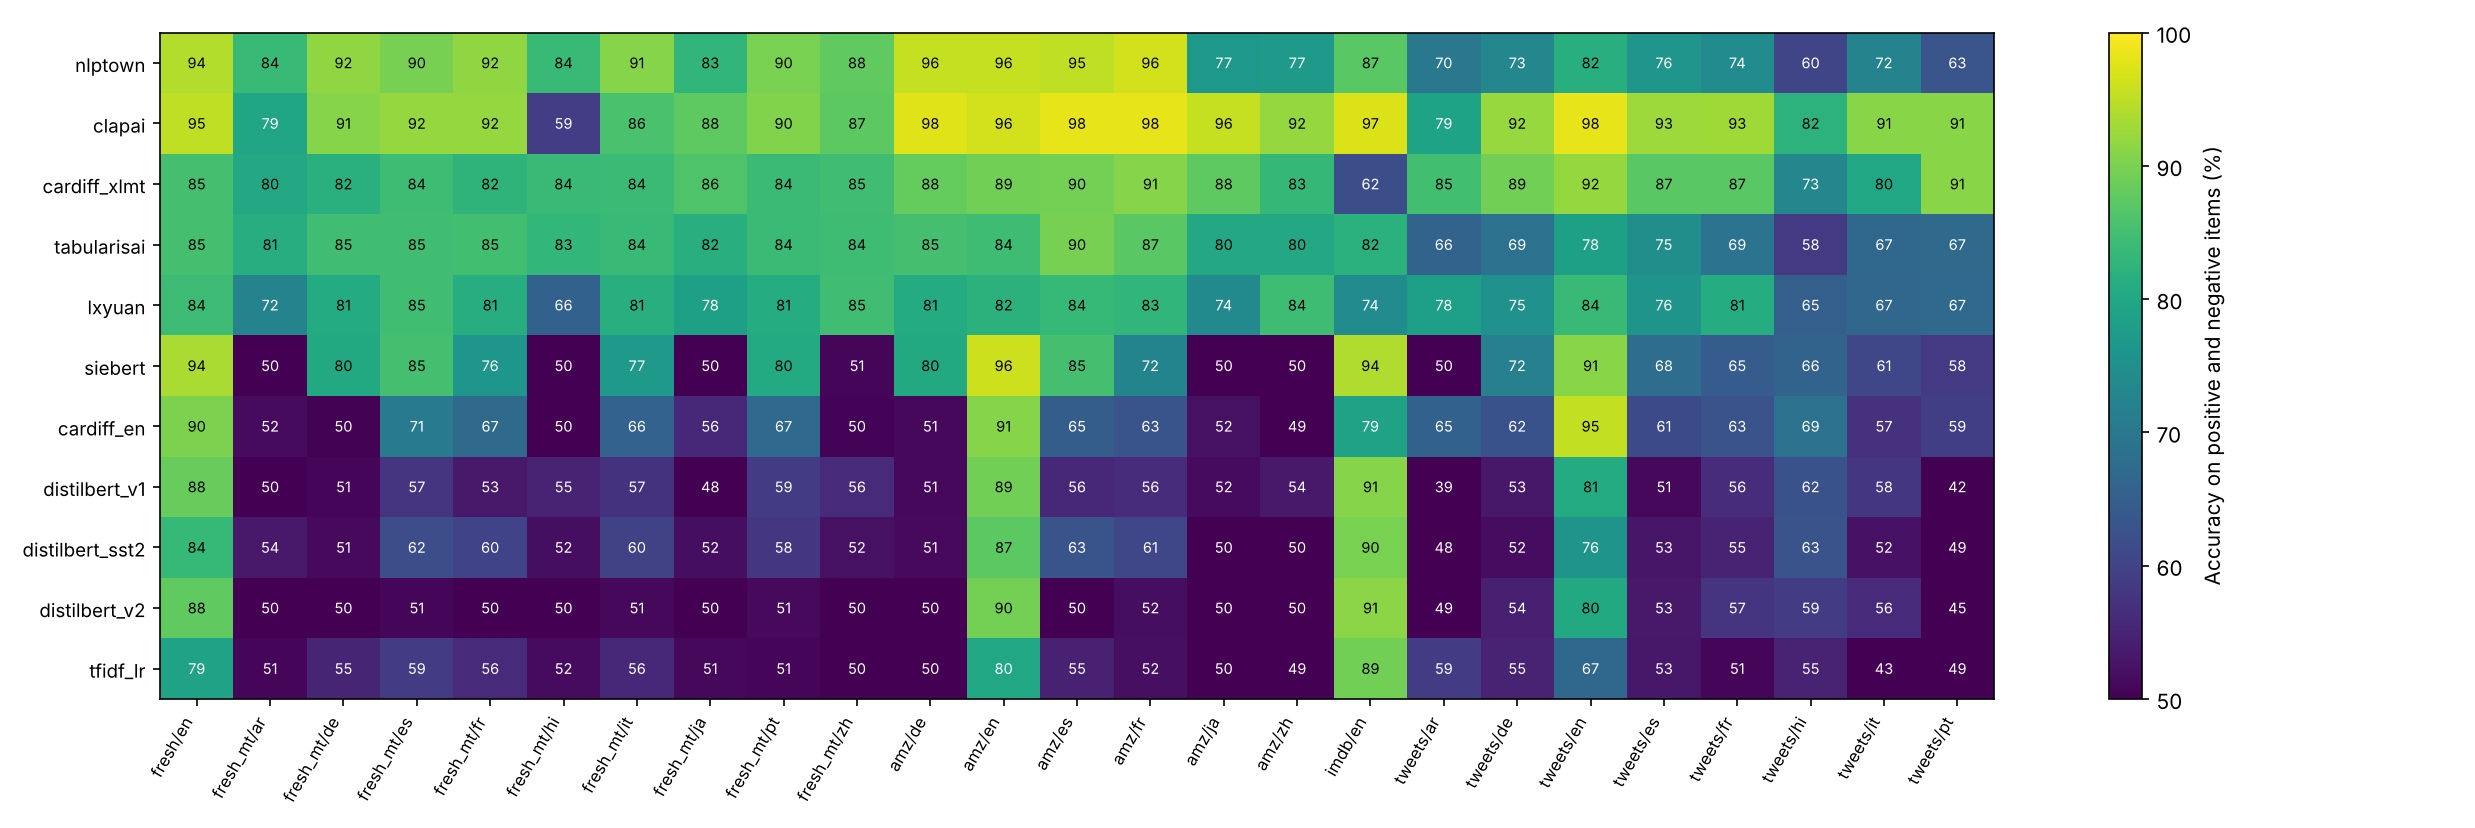 nlptown 94 84 92 90 92 84 91 83 90 88 96 96 95 96 77 77 87 70 73 82 76 74 60 72 63
clapai 95 79 91 92 92 59 86 88 90 87 98 96 98 98 96 92 97 79 92 98 93 93 82 91 91
cardiff_xlmt 85 80 82 84 82 84 84 86 84 85 88 89 90 91 88 83 62 85 89 92 87 87 73 80 91
tabularisai 85 81 85 85 85 83 84 82 84 84 85 84 90 87 80 80 82 66 69 78 75 69 58 67 67
lxyuan 84 72 81 85 81 66 81 78 81 85 81 82 84 83 74 84 74 78 75 84 76 81 65 67 67
siebert 94 50 80 85 76 50 77 50 80 51 80 96 85 72 50 50 94 50 72 91 68 65 66 61 58
cardiff_en 90 52 50 71 67 50 66 56 67 50 51 91 65 63 52 49 79 65 62 95 61 63 69 57 59
distilbert_v1 88 50 51 57 53 55 57 48 59 56 51 89 56 56 52 54 91 39 53 81 51 56 62 58 42
distilbert_sst2 84 54 51 62 60 52 60 52 58 52 51 87 63 61 50 50 90 48 52 76 53 55 63 52 49
distilbert_v2 88 50 50 51 50 50 51 50 51 50 50 90 50 52 50 50 91 49 54 80 53 57 59 56 45
tfidf_lr 79 51 55 59 56 52 56 51 51 50 50 80 55 52 50 49 89 59 55 67 53 51 55 43 49
fresh/en fresh_mt/ar fresh_mt/de fresh_mt/es fresh_mt/fr fresh_mt/hi fresh_mt/it fresh_mt/ja fresh_mt/pt fresh_mt/zh amz/de amz/en amz/es amz/fr amz/ja amz/zh imdb/en tweets/ar tweets/de tweets/en tweets/es tweets/fr tweets/hi tweets/it tweets/pt
100
90
80
70
60
50
Accuracy on positive and negative items (%)